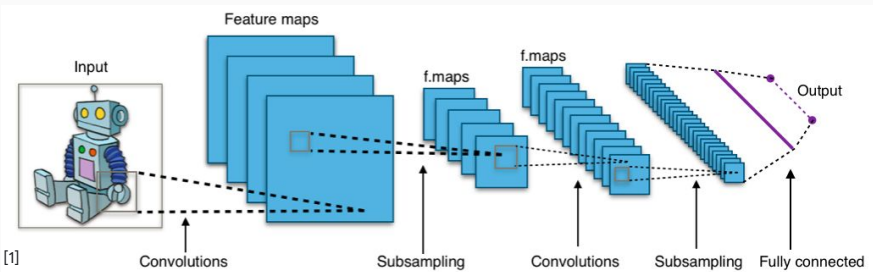 Feature maps
Input
f.maps
f.maps
Output
[1]
Convolutions
Subsampling
Convolutions
Subsampling
Fully connected